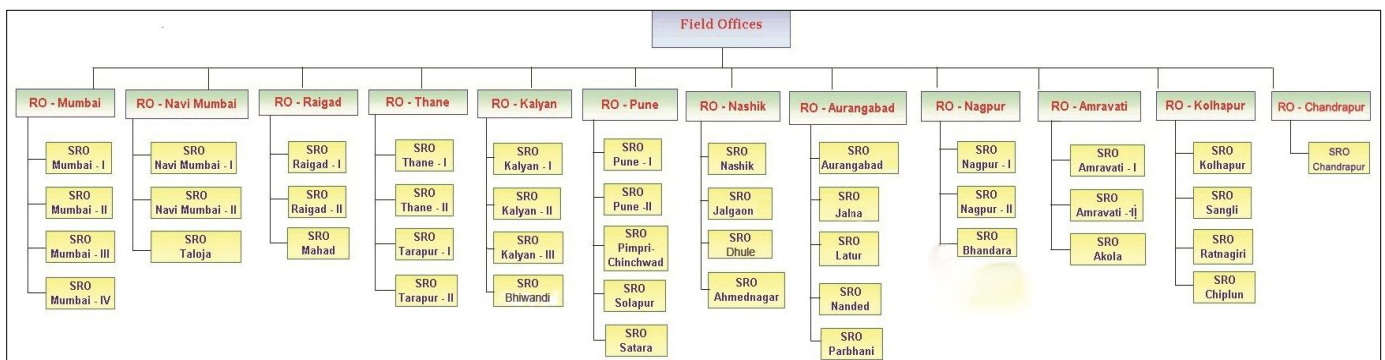 Field Offices
RO - Mumbai
SRO
Mumbai - I
SRO
Mumbai - II
SRO
Mumbai - III
SRO
Mumbai - IV
RO - Navi Mumbai
SRO
Navi Mumbai - I
SRO
Navi Mumbai - II
SRO
Taloja
RO - Raigad
SRO
Raigad - I
SRO
Raigad - II
SRO
Mahad
RO - Thane
SRO
Thane - I
SRO
Thane - II
SRO
Tarapur - I
SRO
Tarapur - II
RO - Kalyan
SRO
Kalyan - I
SRO
Kalyan - II
SRO
Kalyan - III
SRO
Bhiwandi
RO - Pune
SRO
Pune - I
SRO
Pune -II
SRO
Pimpri-
Chinchwad
SRO
Solapur
SRO
Satara
RO - Nashik
SRO
Nashik
SRO
Jalgaon
SRO
Dhule
SRO
Ahmednagar
RO - Aurangabad
SRO
Aurangabad
SRO
Jalna
SRO
Latur
SRO
Nanded
SRO
Parbhani
RO - Nagpur
SRO
Nagpur - I
SRO
Nagpur - II
SRO
Bhandara
RO - Amravati
SRO
Amravati - I
SRO
Amravati -
SRO
Akola
RO - Kolhapur
SRO
Kolhapur
SRO
Sangli
SRO
Ratnagiri
SRO
Chiplun
RO - Chandrapur
SRO
Chandrapur